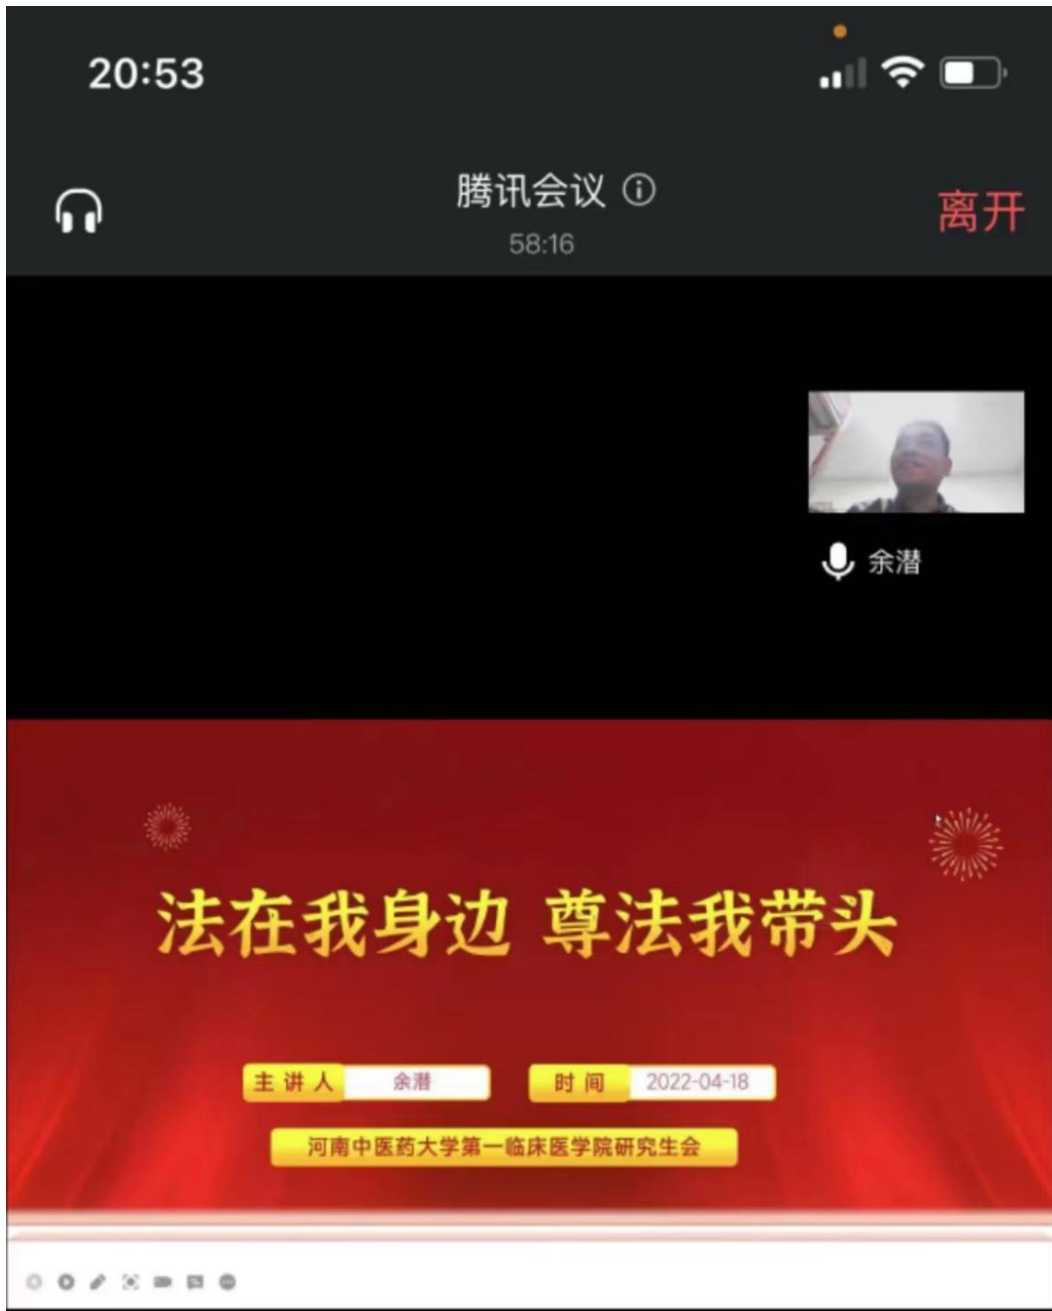 20:53
腾讯会议
离开
58:16
余潜
法在我身边 尊法我带头
主讲人 余潜 时间 2022-04-18
河南中医药大学第一临床医学院研究生会